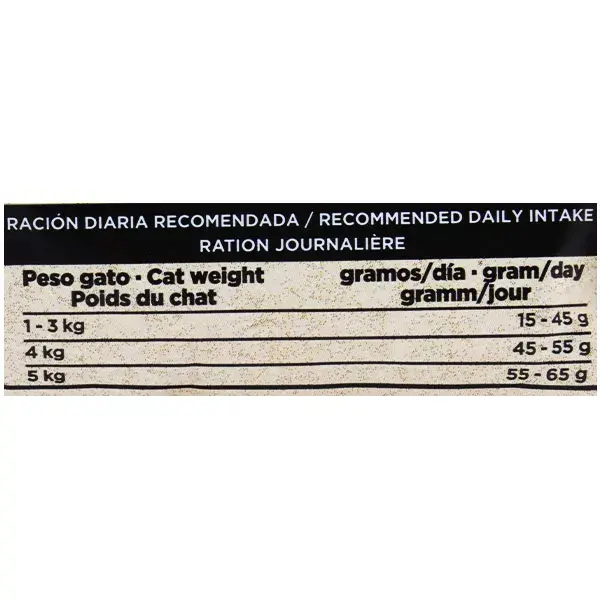 RACIÓN DIARIA RECOMENDADA / RECOMMENDED DAILY INTAKE
RATION JOURNALIÈRE
Peso gato · Cat weight gramos/día · gram/day
Poids du chat gramm/jour
1 - 3 kg 15 - 45 g
4 kg 45 - 55 g
5 kg 55 - 65 g